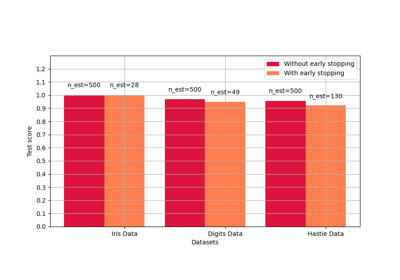 Without early stopping
With early stopping
n_est=500
n_est=28
n_est=500
n_est=49
n_est=500
n_est=130
1.2
1.1
1.0
0.9
0.8
0.7
0.6
0.5
0.4
0.3
0.2
0.1
0.0
Test score
Iris Data
Digits Data
Hastie Data
Datasets